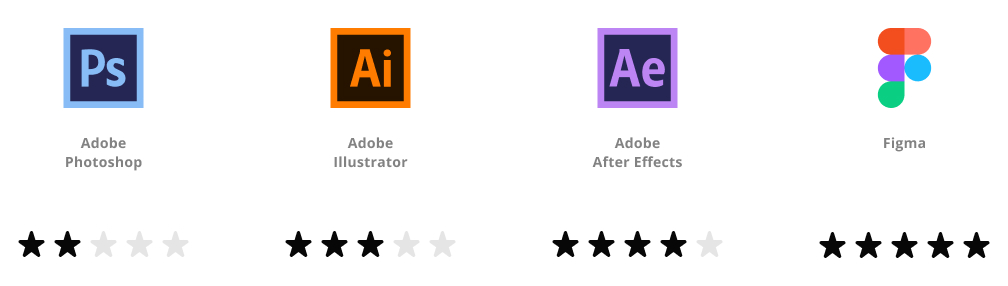 Ps
Ai
Ae
Adobe
Photoshop
Adobe
Illustrator
Adobe
After Effects
Figma